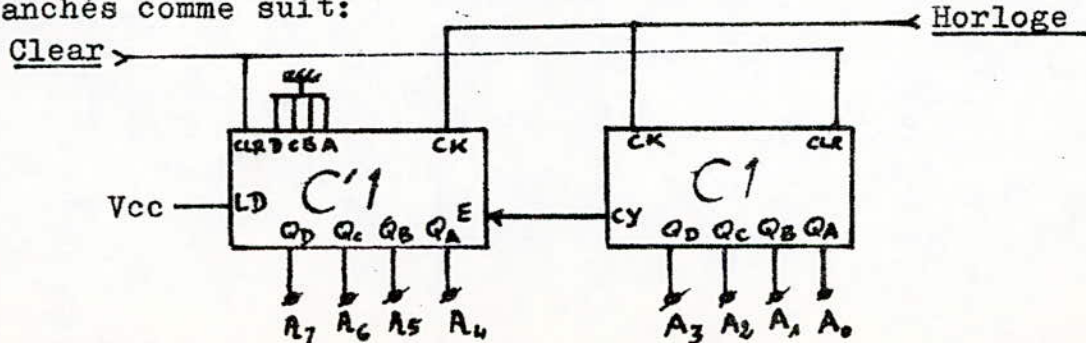 anchés comme suit:
Horloge
Clear
CLR D C B A CK
CK CLR
C'1
C1
Vcc LD
E
CY
QD QC QB QA
QD QC QB QA
A7 A6 A5 A4
A3 A2 A1 A0